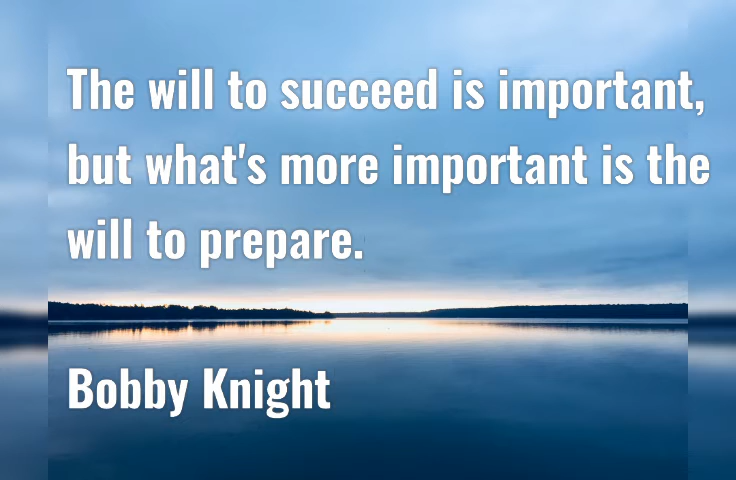 The will to succeed is important,
but what's more important is the
will to prepare.
Bobby Knight